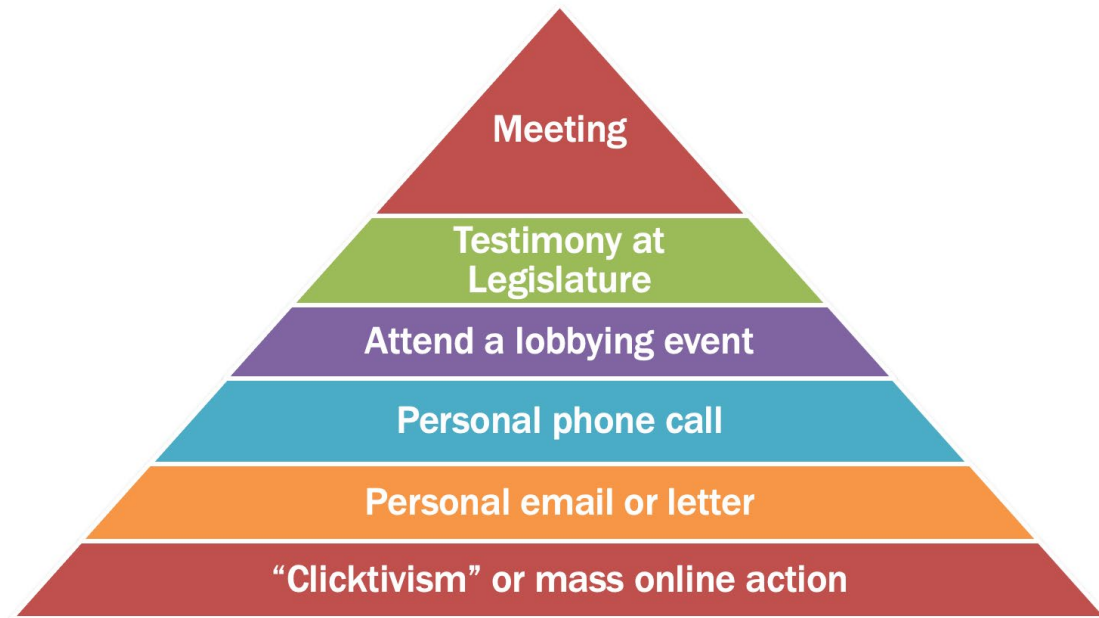 Meeting
Testimony at
Legislature
Attend a lobbying event
Personal phone call
Personal email or letter
“Clicktivism” or mass online action